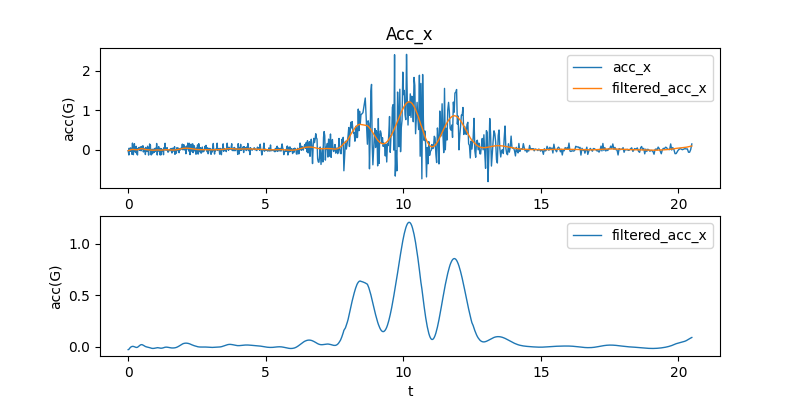 Acc_x
acc_x
filtered_acc_x
acc(G)
2
1
0
0 5 10 15 20
filtered_acc_x
acc(G)
1.0
0.5
0.0
0 5 10 15 20
t